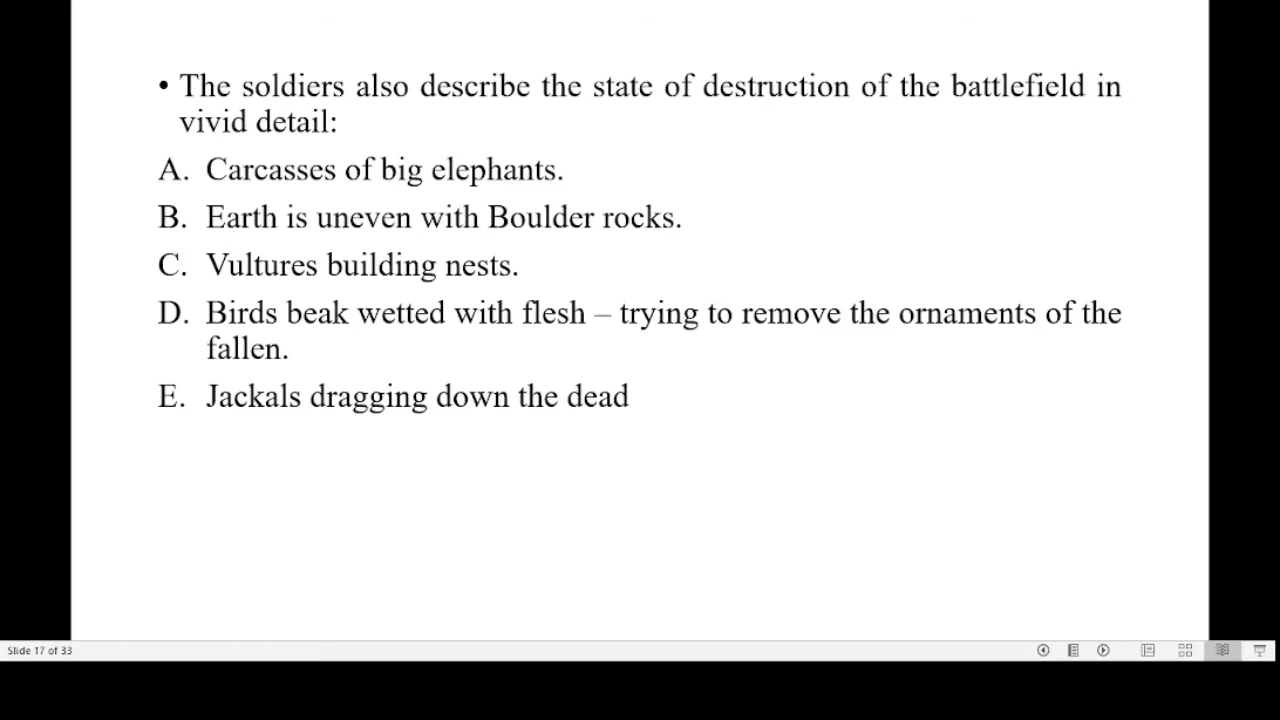 • The soldiers also describe the state of destruction of the battlefield in
vivid detail:
A. Carcasses of big elephants.
B. Earth is uneven with Boulder rocks.
C. Vultures building nests.
D. Birds beak wetted with flesh – trying to remove the ornaments of the
fallen.
E. Jackals dragging down the dead
Slide 17 of 33